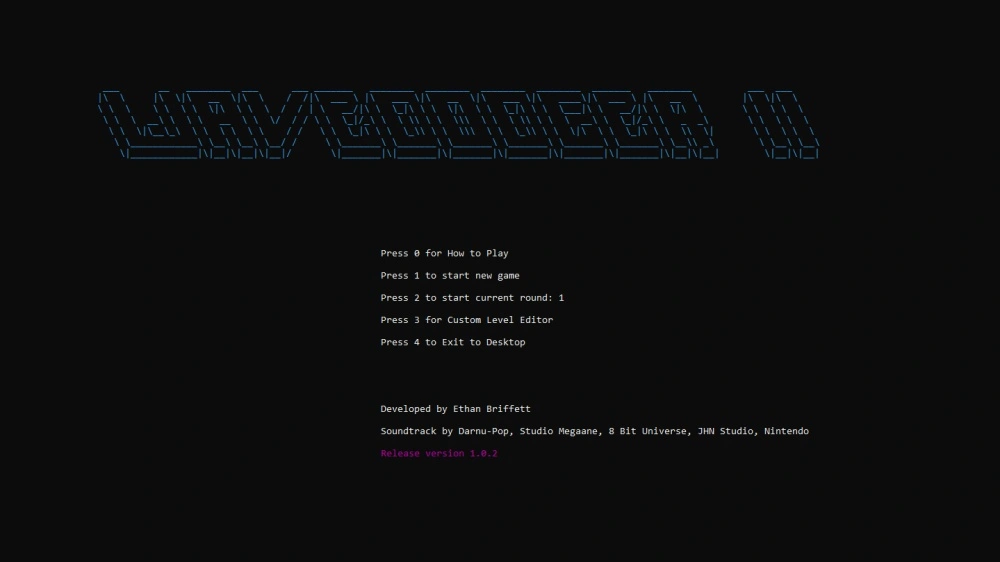 WAVEDODGER II
Press 0 for How to Play
Press 1 to start new game
Press 2 to start current round: 1
Press 3 for Custom Level Editor
Press 4 to Exit to Desktop
Developed by Ethan Briffett
Soundtrack by Darnu-Pop, Studio Megaane, 8 Bit Universe, JHN Studio, Nintendo
Release version 1.0.2